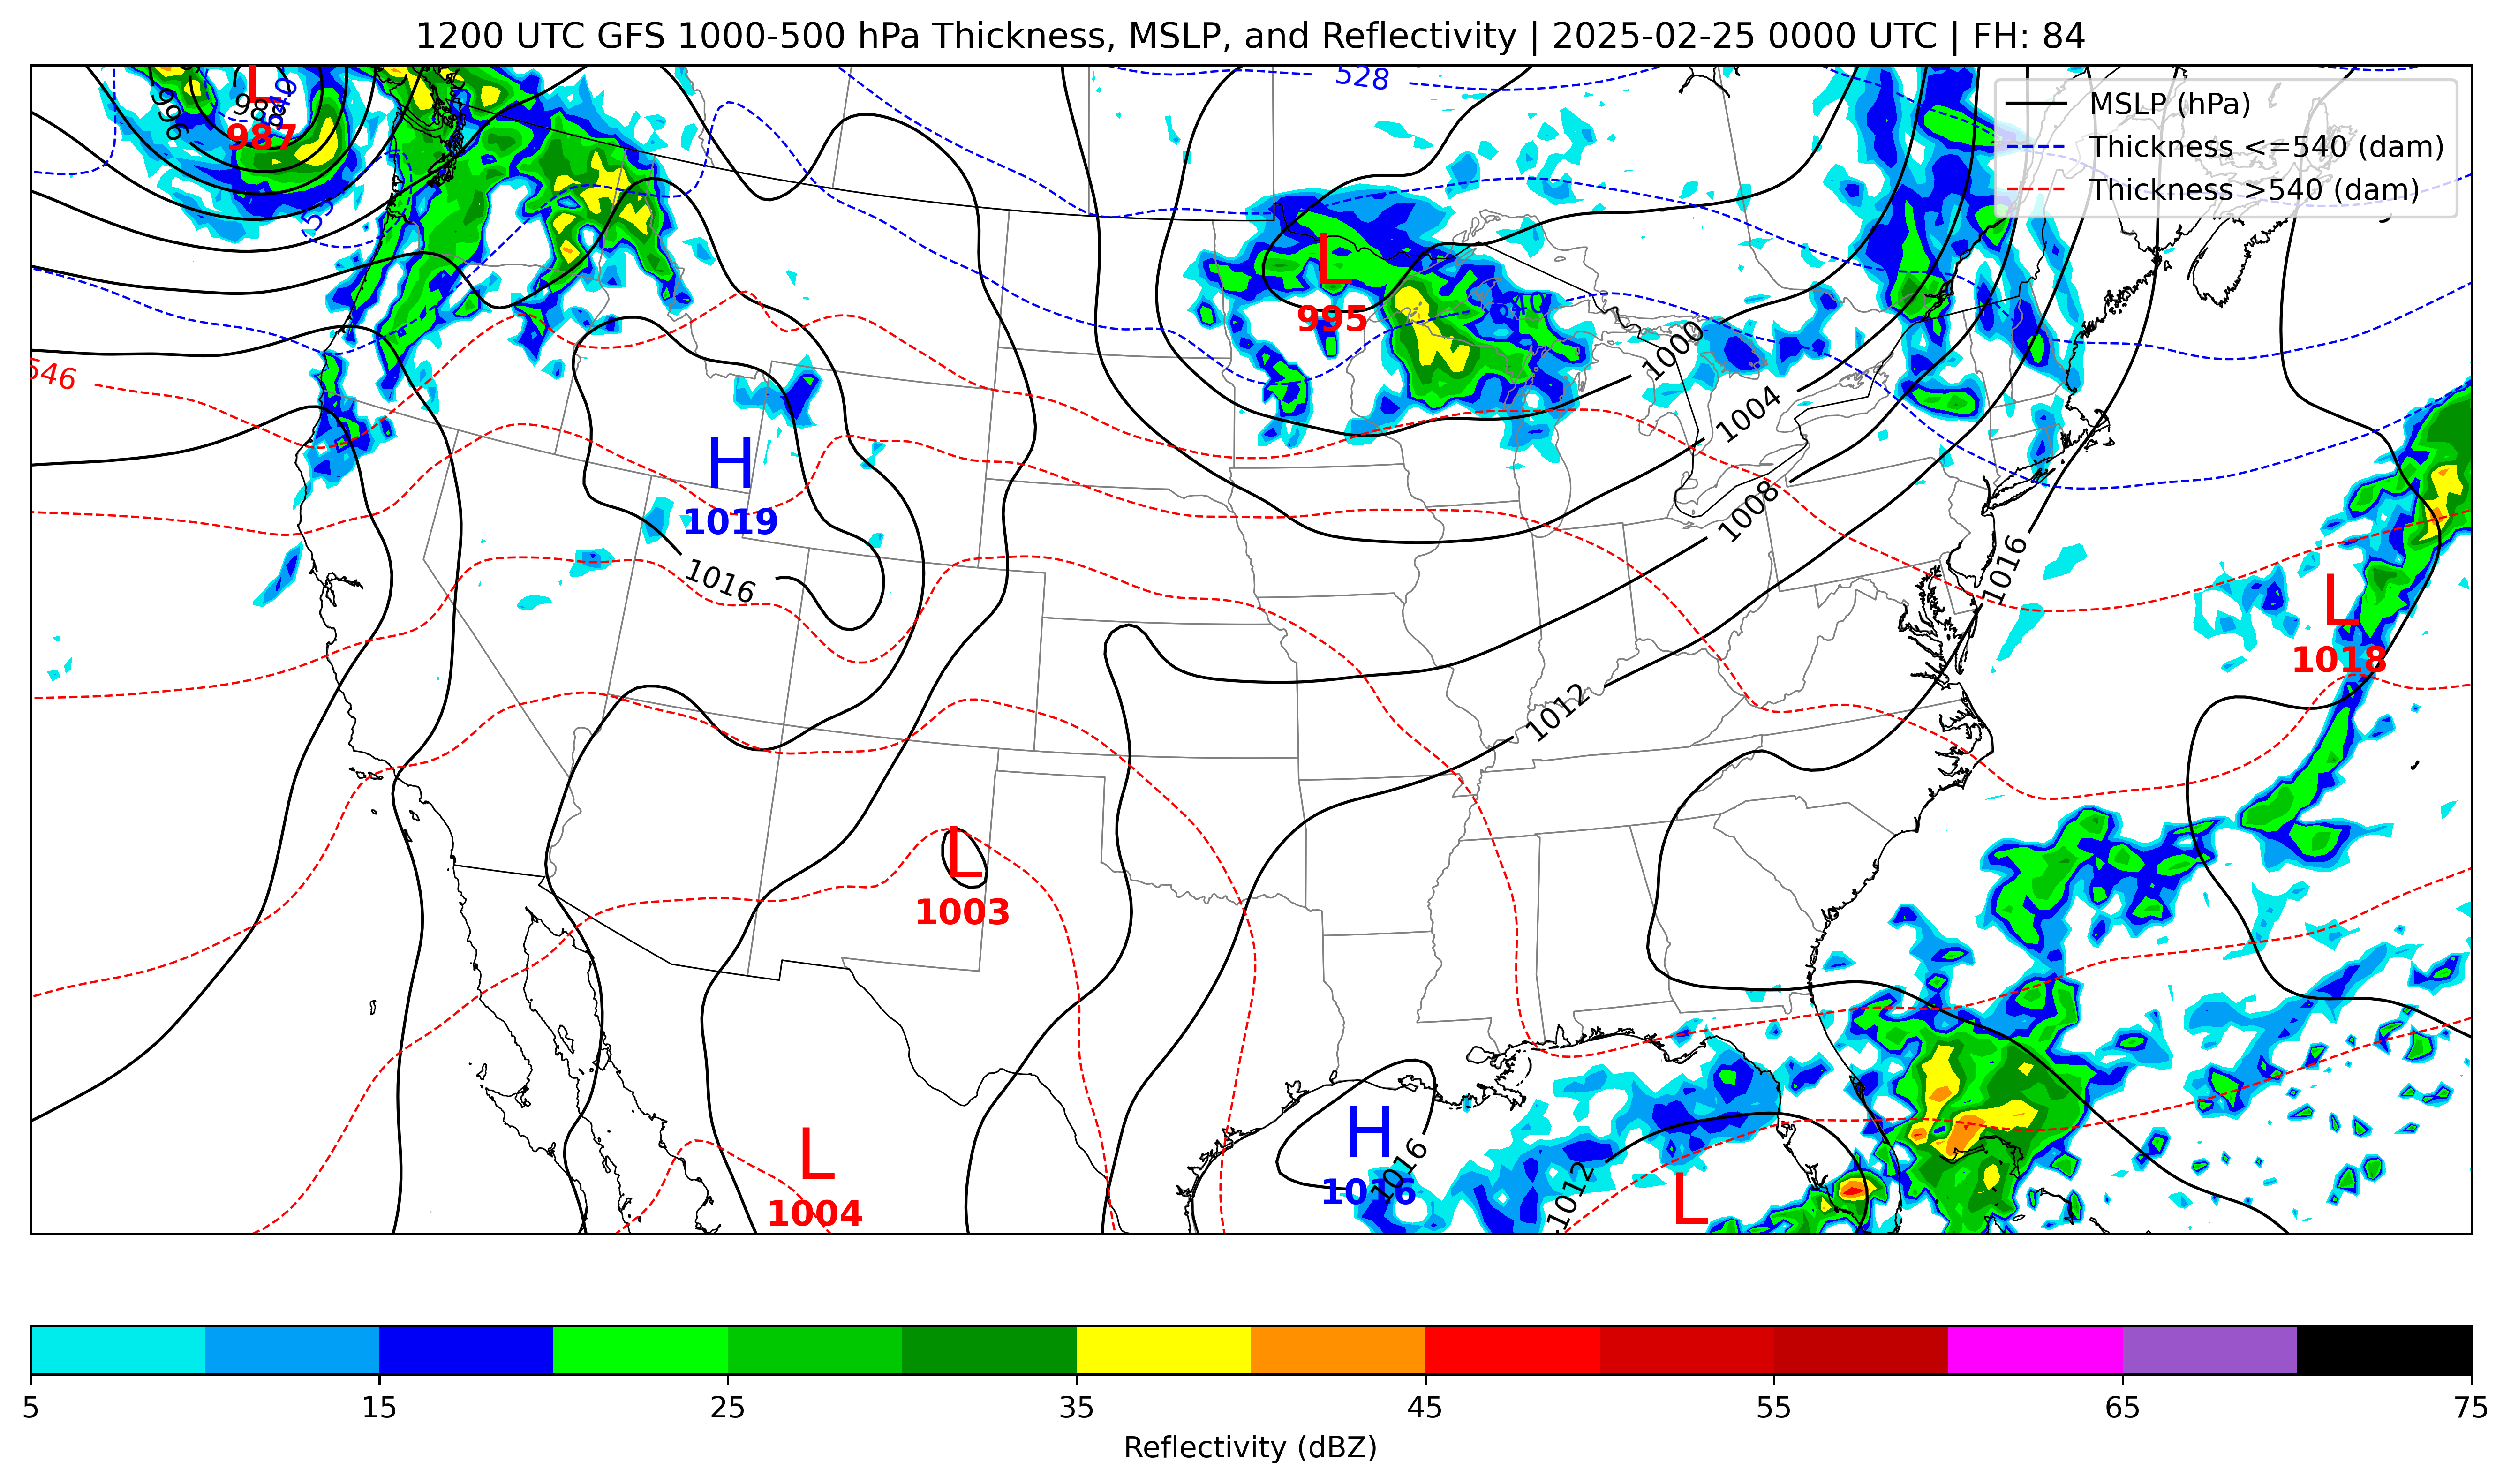 1200 UTC GFS 1000-500 hPa Thickness, MSLP, and Reflectivity | 2025-02-25 0000 UTC | FH: 84
MSLP (hPa)
Thickness <=540 (dam)
Thickness >540 (dam)
528
L
987
996
540
L
995
540
546
1000
1004
1008
H
1019
1016
1016
L
1018
1012
L
1003
H
1016
1016
L
1004
1012
L
5 15 25 35 45 55 65 75
Reflectivity (dBZ)